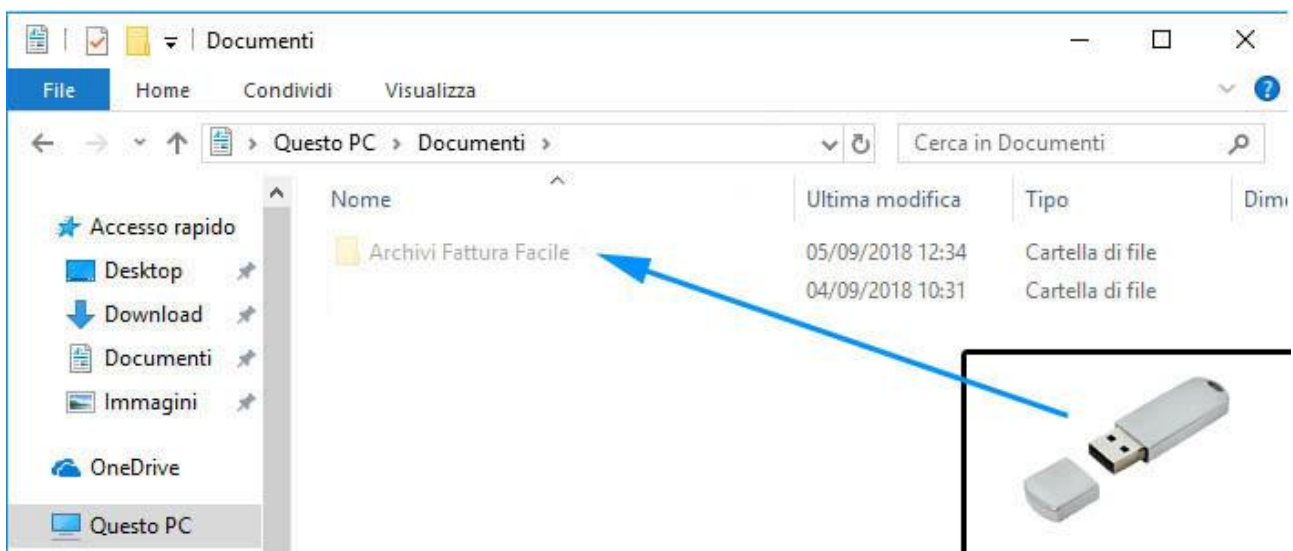 Documenti
File Home Condividi Visualizza
Questo PC > Documenti > Cerca in Documenti
Nome Ultima modifica Tipo
Accesso rapido
Archivi Fattura Facile 05/09/2018 12:34 Cartella di file
Desktop
04/09/2018 10:31 Cartella di file
Download
Documenti
Immagini
OneDrive
Questo PC